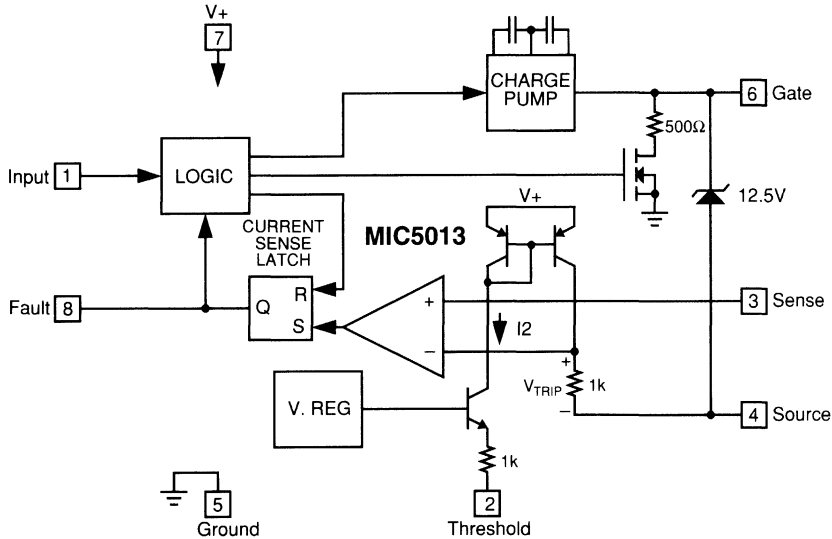 V+
7
CHARGE
PUMP
6 Gate
500Ω
Input 1
LOGIC
12.5V
V+
CURRENT
SENSE
LATCH
MIC5013
R
Fault 8
Q
S
+
3 Sense
I2
–
+
VTRIP
1k
–
4 Source
V. REG
1k
5
Ground
2
Threshold